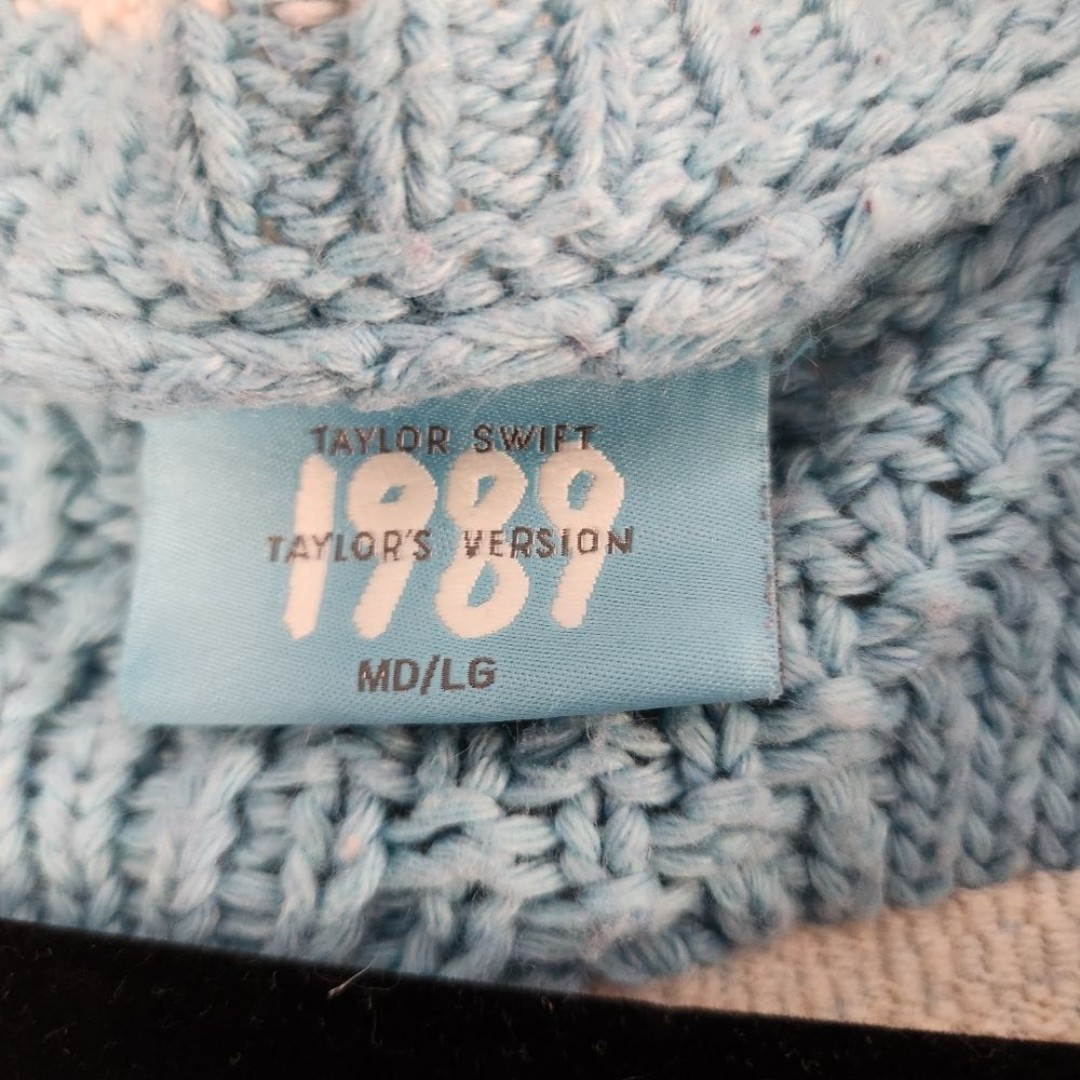 TAYLOR SWIFT
1989
TAYLOR'S VERSION
MD/LG